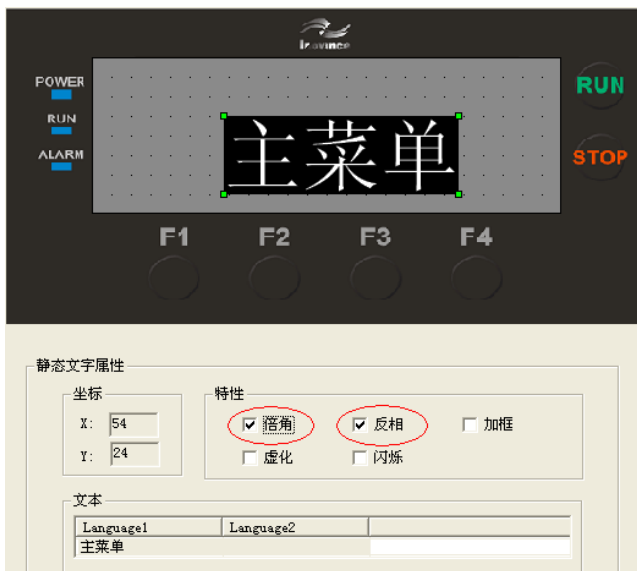 inovance
POWER
RUN
ALARM
主菜单
RUN
STOP
F1 F2 F3 F4
静态文字属性
坐标
X: 54
Y: 24
特性
倍角 反相 加框
虚化 闪烁
文本
Language1 Language2
主菜单